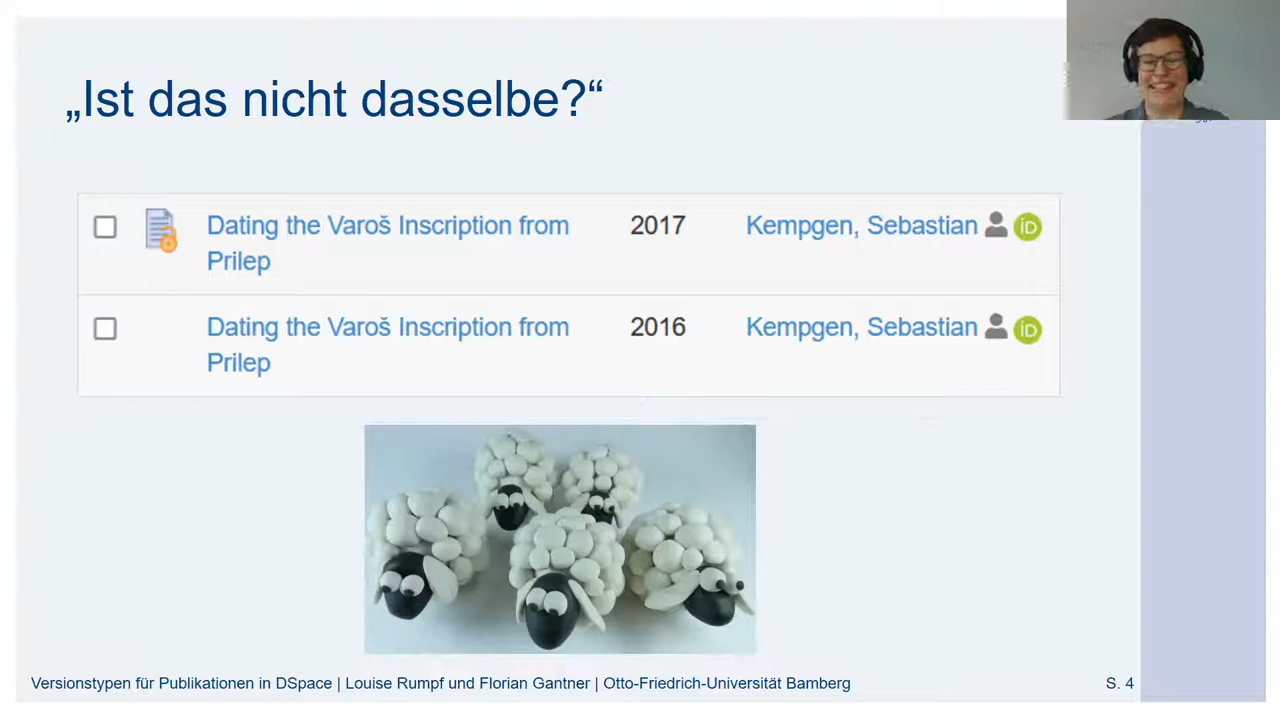 „Ist das nicht dasselbe?“
Dating the Varoš Inscription from 2017 Kempgen, Sebastian iD
Prilep
Dating the Varoš Inscription from 2016 Kempgen, Sebastian iD
Prilep
Versionstypen für Publikationen in DSpace | Louise Rumpf und Florian Gantner | Otto-Friedrich-Universität Bamberg S. 4